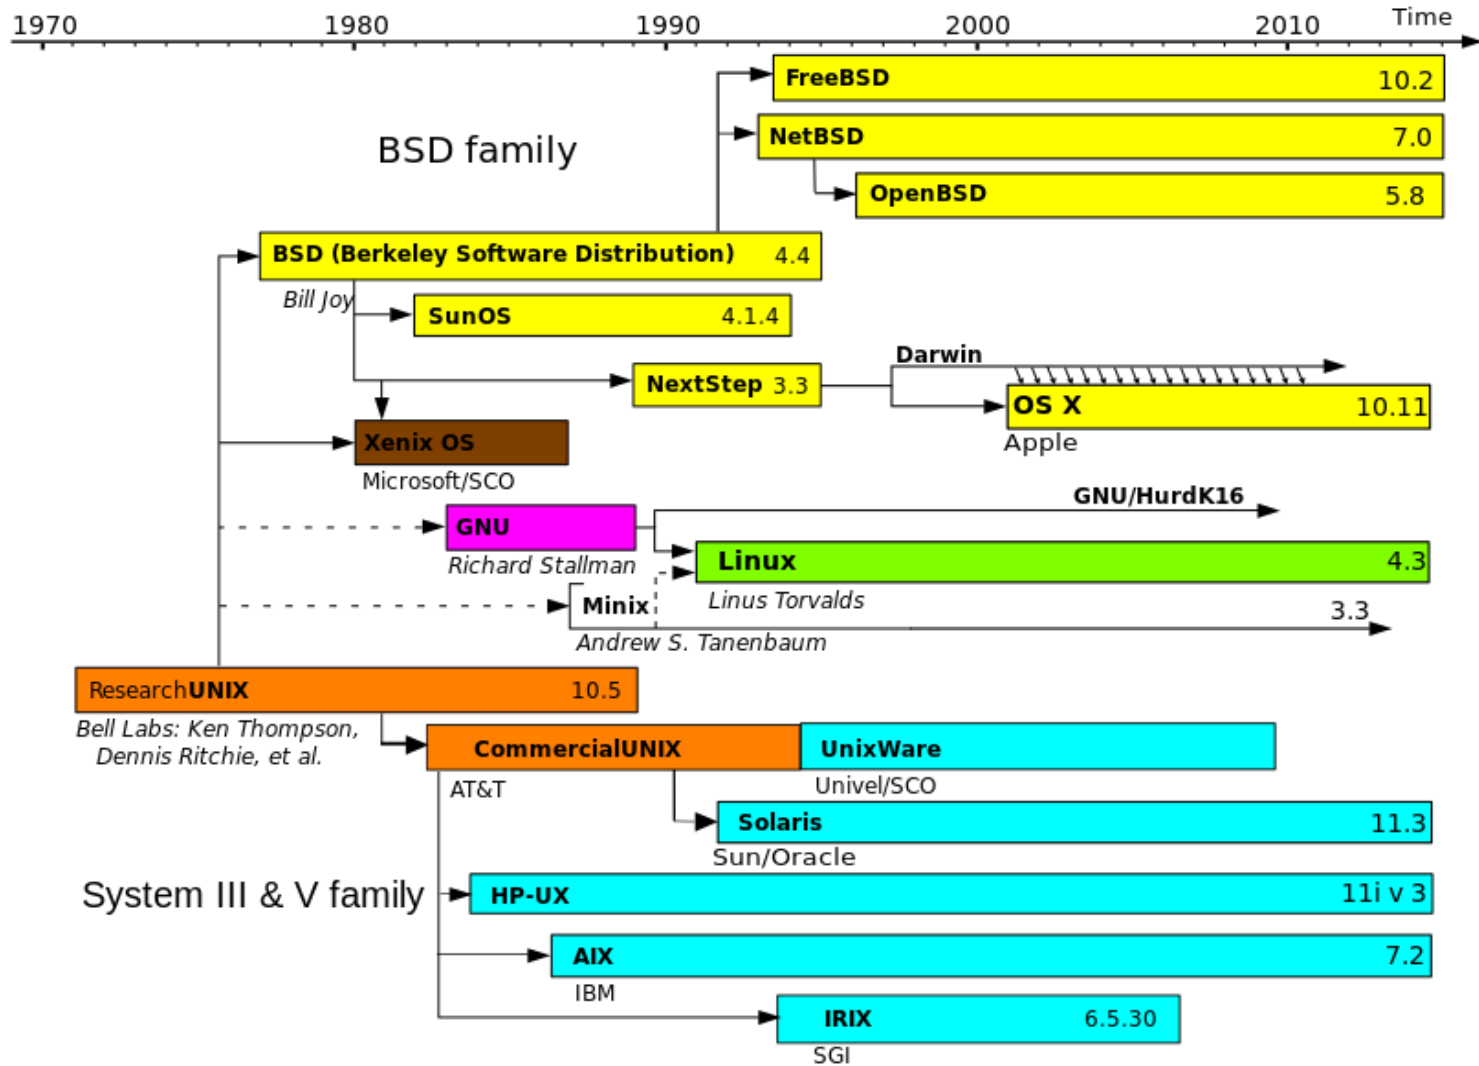 1970 1980 1990 2000 2010 Time
FreeBSD 10.2
BSD family
NetBSD 7.0
OpenBSD 5.8
BSD (Berkeley Software Distribution) 4.4
Bill Joy
SunOS 4.1.4
Darwin
NextStep 3.3
OS X 10.11
Apple
Xenix OS
Microsoft/SCO
GNU/HurdK16
GNU
Richard Stallman
Linux 4.3
Linus Torvalds
Minix 3.3
Andrew S. Tanenbaum
ResearchUNIX 10.5
Bell Labs: Ken Thompson,
Dennis Ritchie, et al.
CommercialUNIX
AT&T
UnixWare
Univel/SCO
Solaris 11.3
Sun/Oracle
System III & V family
HP-UX 11i v 3
AIX 7.2
IBM
IRIX 6.5.30
SGI